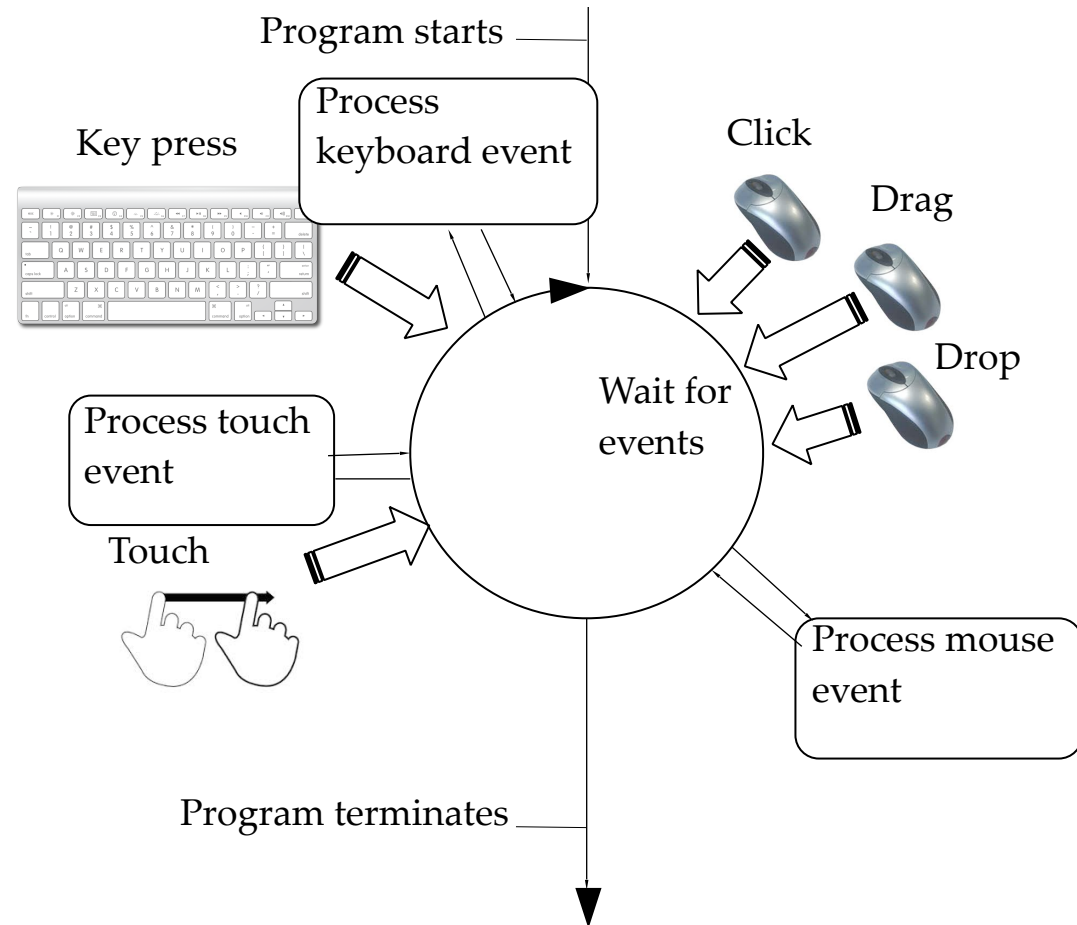 Program starts
Process
keyboard event
Key press
Click
Drag
Drop
Wait for
events
Process touch
event
Touch
Process mouse
event
Program terminates